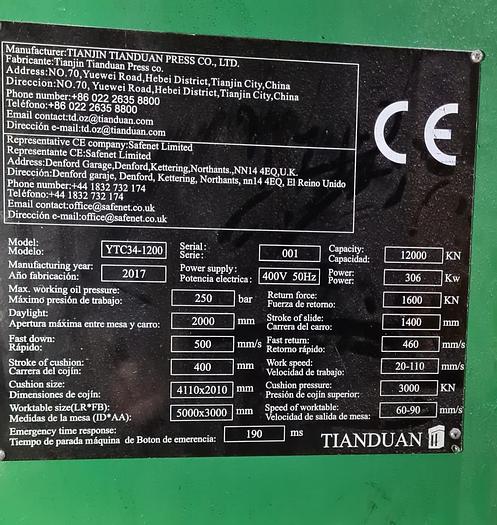 Manufacturer:TIANJIN TIANDUAN PRESS CO., LTD.
Fabricante:Tianjin Tianduan Press co.
Address:NO.70,Yuewei Road,Hebei District,Tianjin City,China
Direccion:NO.70, Yuewei Road,Hebei District,Tianjin City,China
Phone number:+86 022 2635 8800
Teléfono:+86 022 2635 8800
Email contact:td.oz@tianduan.com
Dirección e-mail:td.oz@tianduan.com
Representative CE company:Safenet Limited
Representante CE:Safenet Limited
Address:Denford Garage,Denford,Kettering,Northants.,NN14 4EQ,U.K.
Dirección:Denford garaje, Denford, Kettering, Northants, nn14 4EQ, El Reino Unido
Phone number:+44 1832 732 174
Teléfono:+44 1832 732 174
Email contact:office@safenet.co.uk
Dirección e-mail:office@safenet.co.uk
CE
Model: YTC34-1200 Serial: 001 Capacity: 12000 KN
Modelo: Serie: Capacidad:
Manufacturing year: 2017 Power supply: 400V 50Hz Power: 306 Kw
Año fabricación: Potencia electrica: Power:
Max. working oil pressure: 250 bar Return force: 1600 KN
Máximo presión de trabajo: Fuerza de retorno:
Daylight: 2000 mm Stroke of slide: 1400 mm
Apertura máxima entre mesa y carro: Carrera del carro:
Fast down: 500 mm/s Fast return: 460 mm/s
Rápido: Retorno rápido
Stroke of cushion: 400 mm Work speed: 20-110 mm/s
Carrera del cojín: Velocidad de trabajo:
Cushion size: 4110x2010 mm Cushion pressure: 3000 KN
Dimensiones de cojín: Presión de cojín superior:
Worktable size(LR*FB): 5000x3000 mm Speed of worktable: 60-90 mm/s
Medidas de la mesa (ID*AA): Velocidad de salida de mesa:
Emergency time response: 190 ms
Tiempo de parada máquina de Boton de emerencia:
TIANDUAN